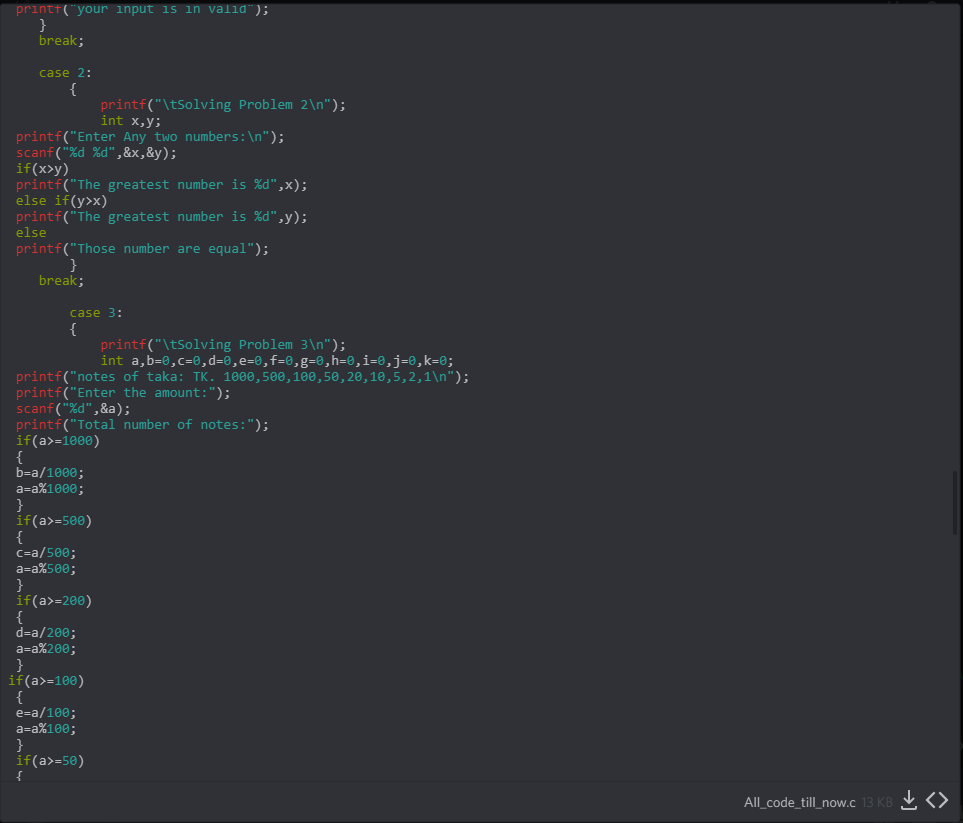 printf("your input is in valid");
}
break;
case 2:
{
printf("\tSolving Problem 2\n");
int x,y;
printf("Enter Any two numbers:\n");
scanf("%d %d",&x,&y);
if(x>y)
printf("The greatest number is %d",x);
else if(y>x)
printf("The greatest number is %d",y);
else
printf("Those number are equal");
}
break;
case 3:
{
printf("\tSolving Problem 3\n");
int a,b=0,c=0,d=0,e=0,f=0,g=0,h=0,i=0,j=0,k=0;
printf("notes of taka: TK. 1000,500,100,50,20,10,5,2,1\n");
printf("Enter the amount:");
scanf("%d",&a);
printf("Total number of notes:");
if(a>=1000)
{
b=a/1000;
a=a%1000;
}
if(a>=500)
{
c=a/500;
a=a%500;
}
if(a>=200)
{
d=a/200;
a=a%200;
}
if(a>=100)
{
e=a/100;
a=a%100;
}
if(a>=50)
{
All_code_till_now.c 13 KB